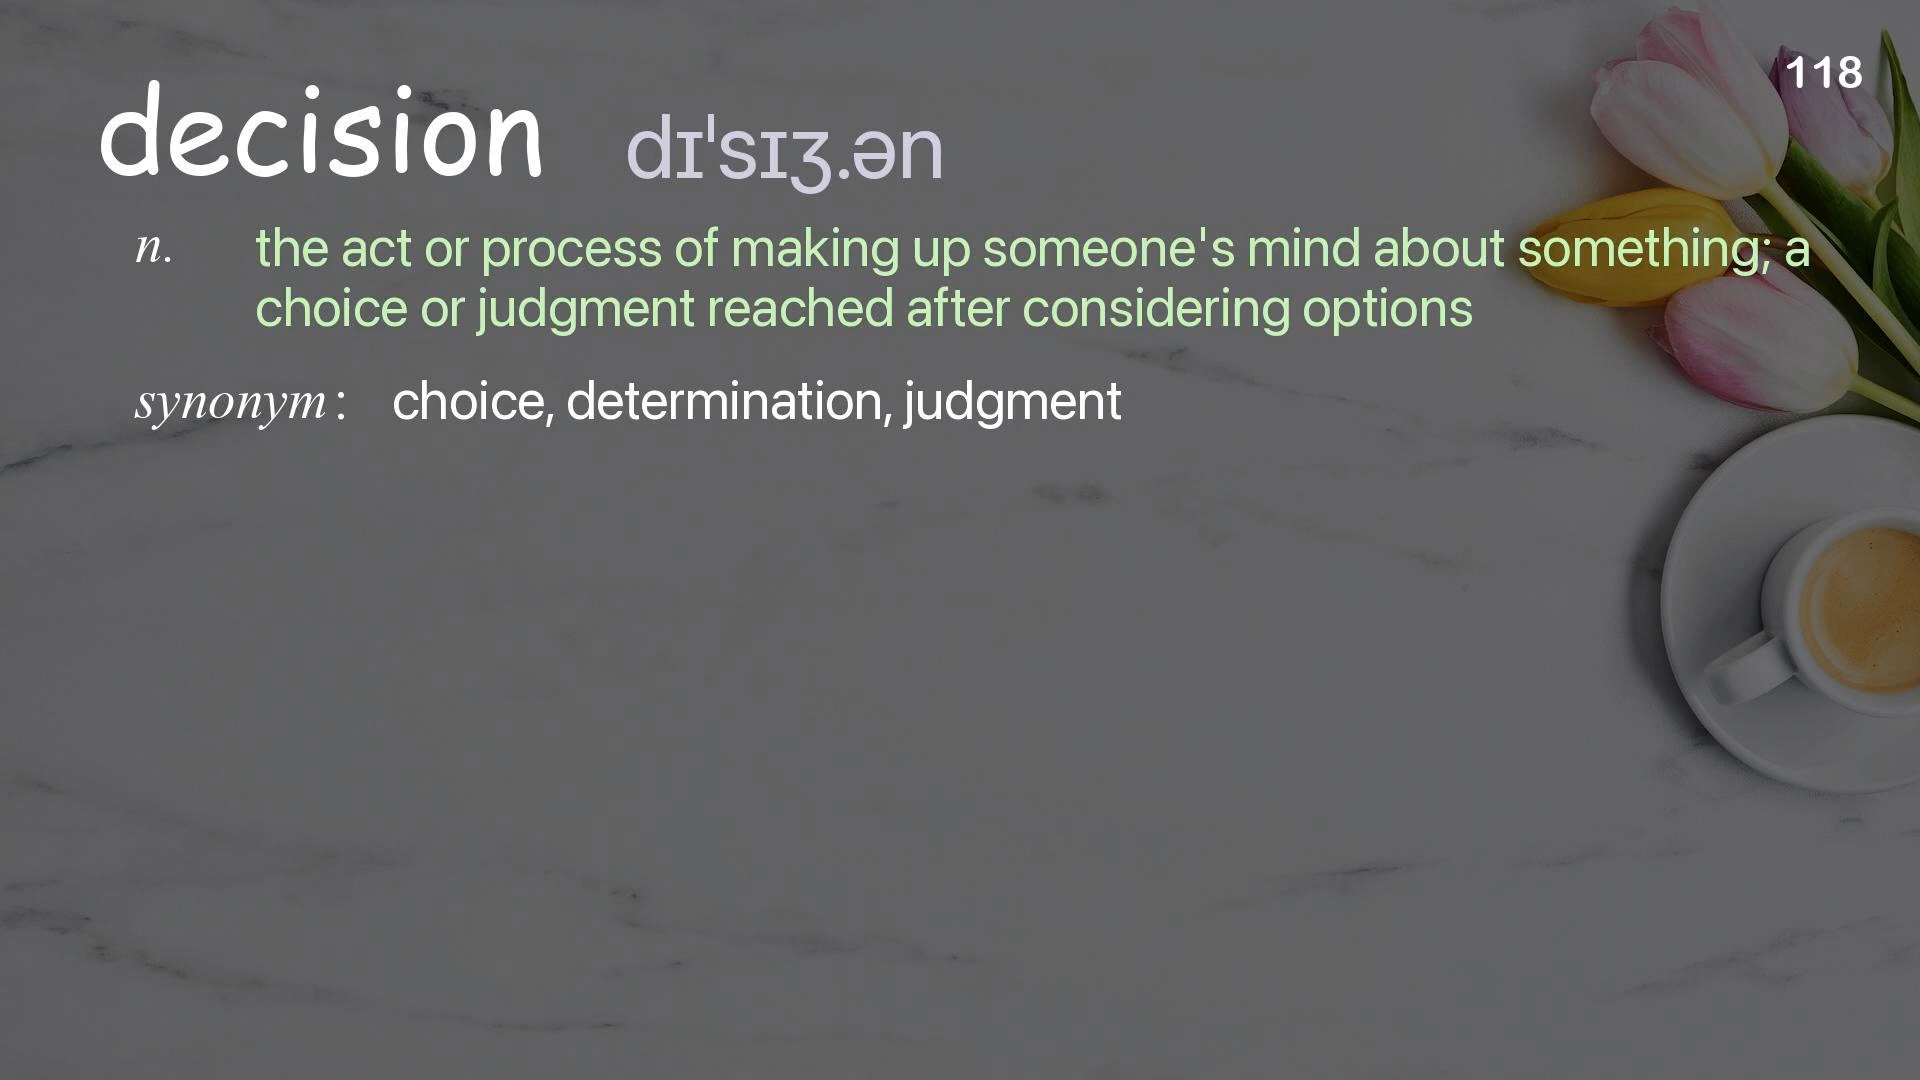 118
decision dɪˈsɪʒ.ən
n. the act or process of making up someone's mind about something; a
choice or judgment reached after considering options
synonym : choice, determination, judgment